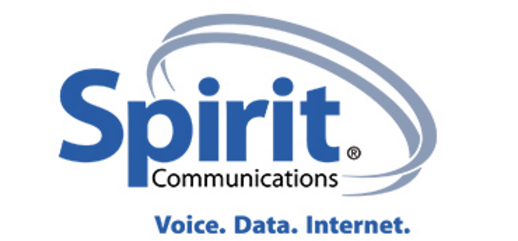 Spirit®
Communications
Voice. Data. Internet.